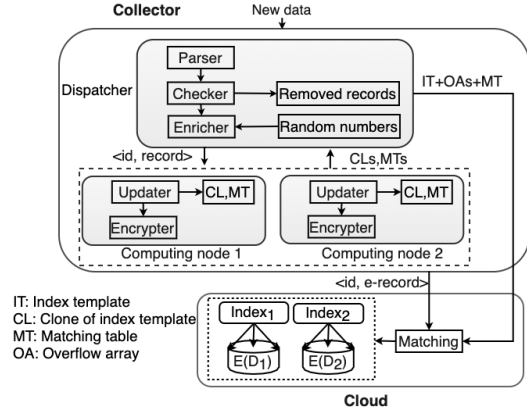 Collector
New data
Parser
Dispatcher
Checker
Removed records
IT+OAs+MT
Enricher
Random numbers
<id, record>
CLs,MTs
Updater
CL,MT
Encrypter
Computing node 1
Updater
CL,MT
Encrypter
Computing node 2
<id, e-record>
IT: Index template
CL: Clone of index template
MT: Matching table
OA: Overflow array
Index1
Index2
Matching
E(D1)
E(D2)
Cloud